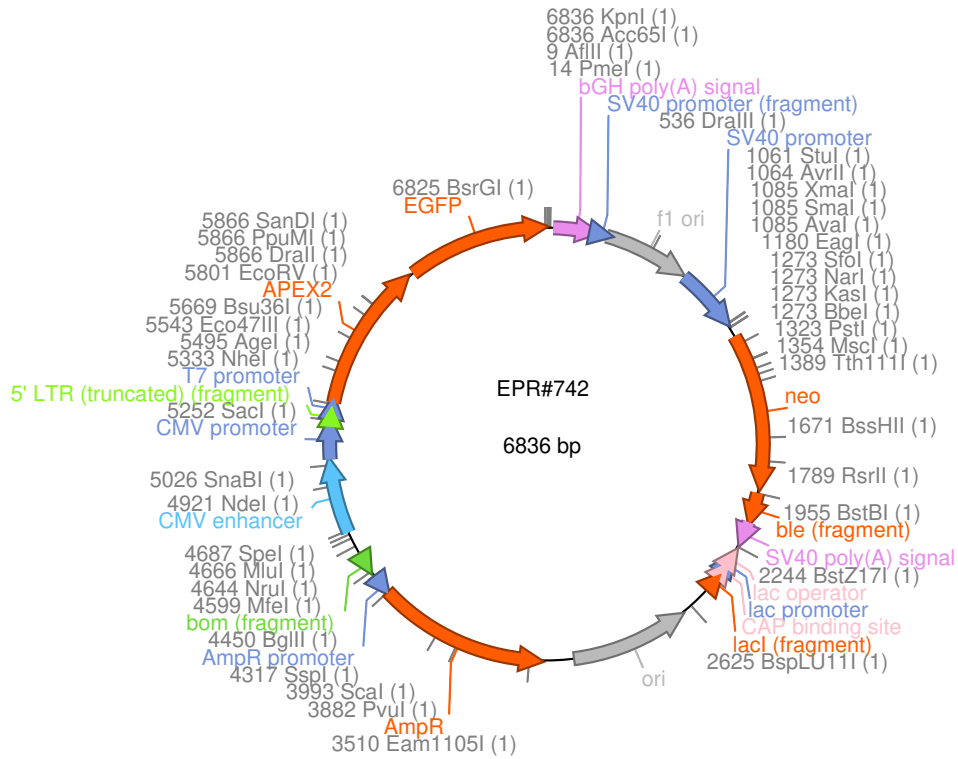 6836 KpnI (1)
6836 Acc65I (1)
9 AflII (1)
14 PmeI (1)
bGH poly(A) signal
SV40 promoter (fragment)
536 DraIII (1)
SV40 promoter
1061 StuI (1)
1064 AvrII (1)
1085 XmaI (1)
1085 SmaI (1)
1085 AvaI (1)
1180 EagI (1)
1273 SfoI (1)
1273 NarI (1)
1273 KasI (1)
1273 BbeI (1)
1323 PstI (1)
1354 MscI (1)
1389 Tth111I (1)
neo
1671 BssHII (1)
1789 RsrII (1)
1955 BstBI (1)
ble (fragment)
SV40 poly(A) signal
2244 BstZ17I (1)
lac operator
lac promoter
CAP binding site
lacI (fragment)
2625 BspLU11I (1)
ori
f1 ori
EPR#742
6836 bp
6825 BsrGI (1)
EGFP
5866 SanDI (1)
5866 PpuMI (1)
5866 DraII (1)
5801 EcoRV (1)
APEX2
5669 Bsu36I (1)
5543 Eco47III (1)
5495 AgeI (1)
5333 NheI (1)
T7 promoter
5' LTR (truncated) (fragment)
5252 SacI (1)
CMV promoter
5026 SnaBI (1)
4921 NdeI (1)
CMV enhancer
4687 SpeI (1)
4666 MluI (1)
4644 NruI (1)
4599 MfeI (1)
bom (fragment)
4450 BglII (1)
AmpR promoter
4317 SspI (1)
3993 ScaI (1)
3882 PvuI (1)
AmpR
3510 Eam1105I (1)